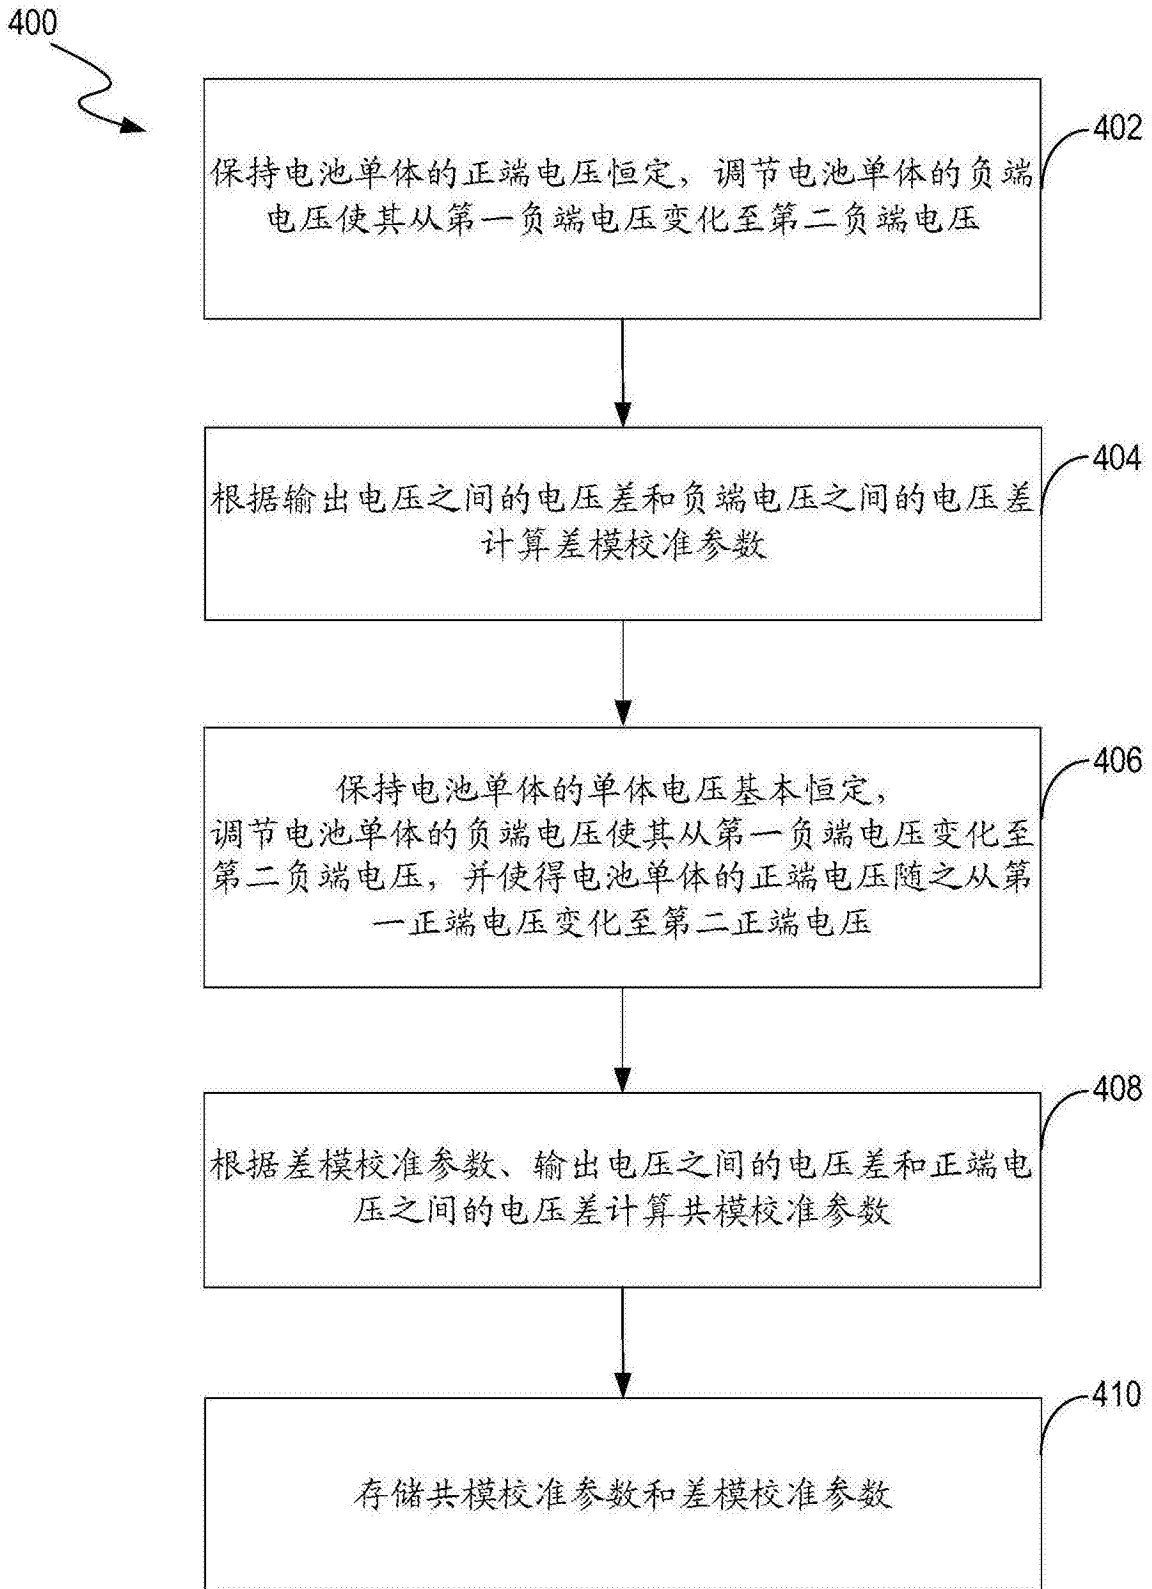 400
402
保持电池单体的正端电压恒定，调节电池单体的负端
电压使其从第一负端电压变化至第二负端电压
404
根据输出电压之间的电压差和负端电压之间的电压差
计算差模校准参数
406
保持电池单体的单体电压基本恒定，
调节电池单体的负端电压使其从第一负端电压变化至
第二负端电压，并使得电池单体的正端电压随之从第
一正端电压变化至第二正端电压
408
根据差模校准参数、输出电压之间的电压差和正端电
压之间的电压差计算共模校准参数
410
存储共模校准参数和差模校准参数